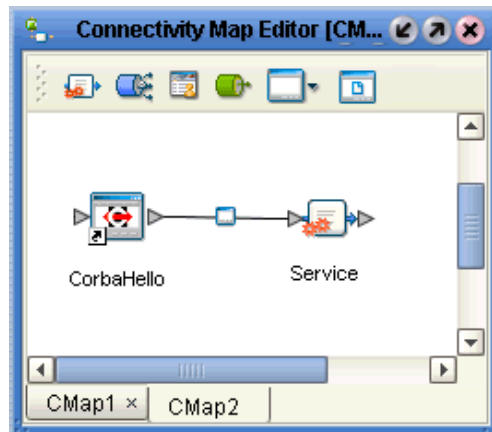 Connectivity Map Editor [CM...
CorbaHello
Service
CMap1 ×
CMap2